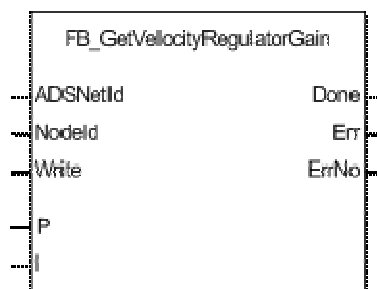 FB_GetVellocityRegulatorGain
ADSNetId Done
NodeId Err
Write ErrNo
P
I